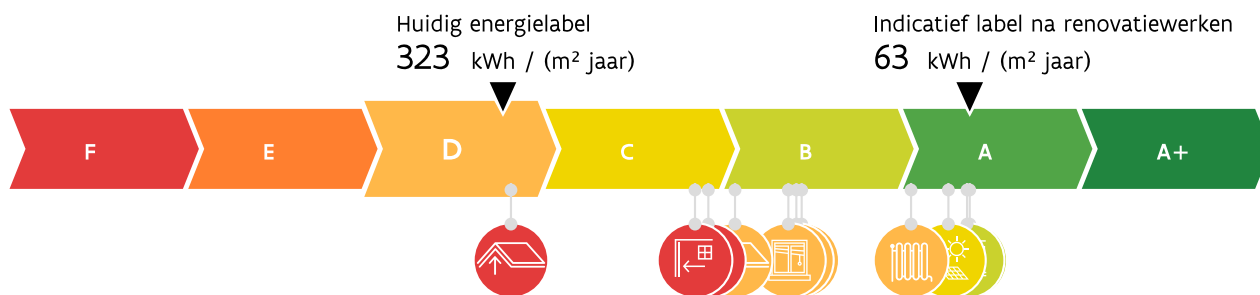 Huidig energielabel
323 kWh / (m² jaar)
Indicatief label na renovatiewerken
63 kWh / (m² jaar)
F E D C B A A+